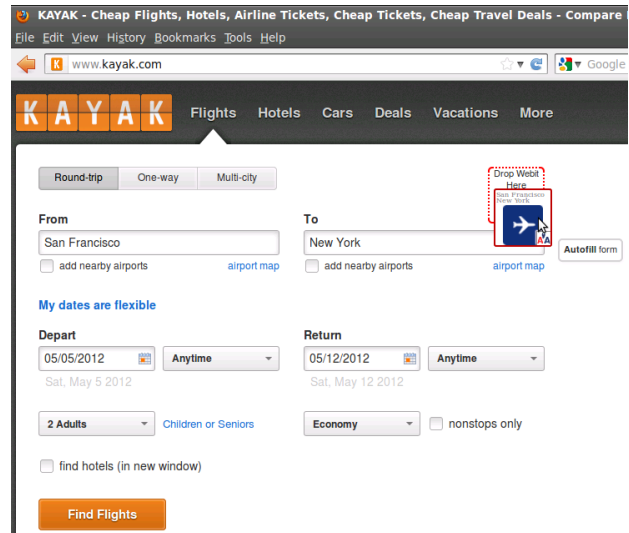 KAYAK - Cheap Flights, Hotels, Airline Tickets, Cheap Tickets, Cheap Travel Deals - Compare
File Edit View History Bookmarks Tools Help
K www.kayak.com Google
KAYAK Flights Hotels Cars Deals Vacations More
Round-trip One-way Multi-city
Drop Webit
Here
San Francisco
New York
AA
From To
San Francisco New York
Autofill form
add nearby airports airport map add nearby airports airport map
My dates are flexible
Depart Return
05/05/2012 Anytime 05/12/2012 Anytime
Sat, May 5 2012 Sat, May 12 2012
2 Adults Children or Seniors Economy nonstops only
find hotels (in new window)
Find Flights